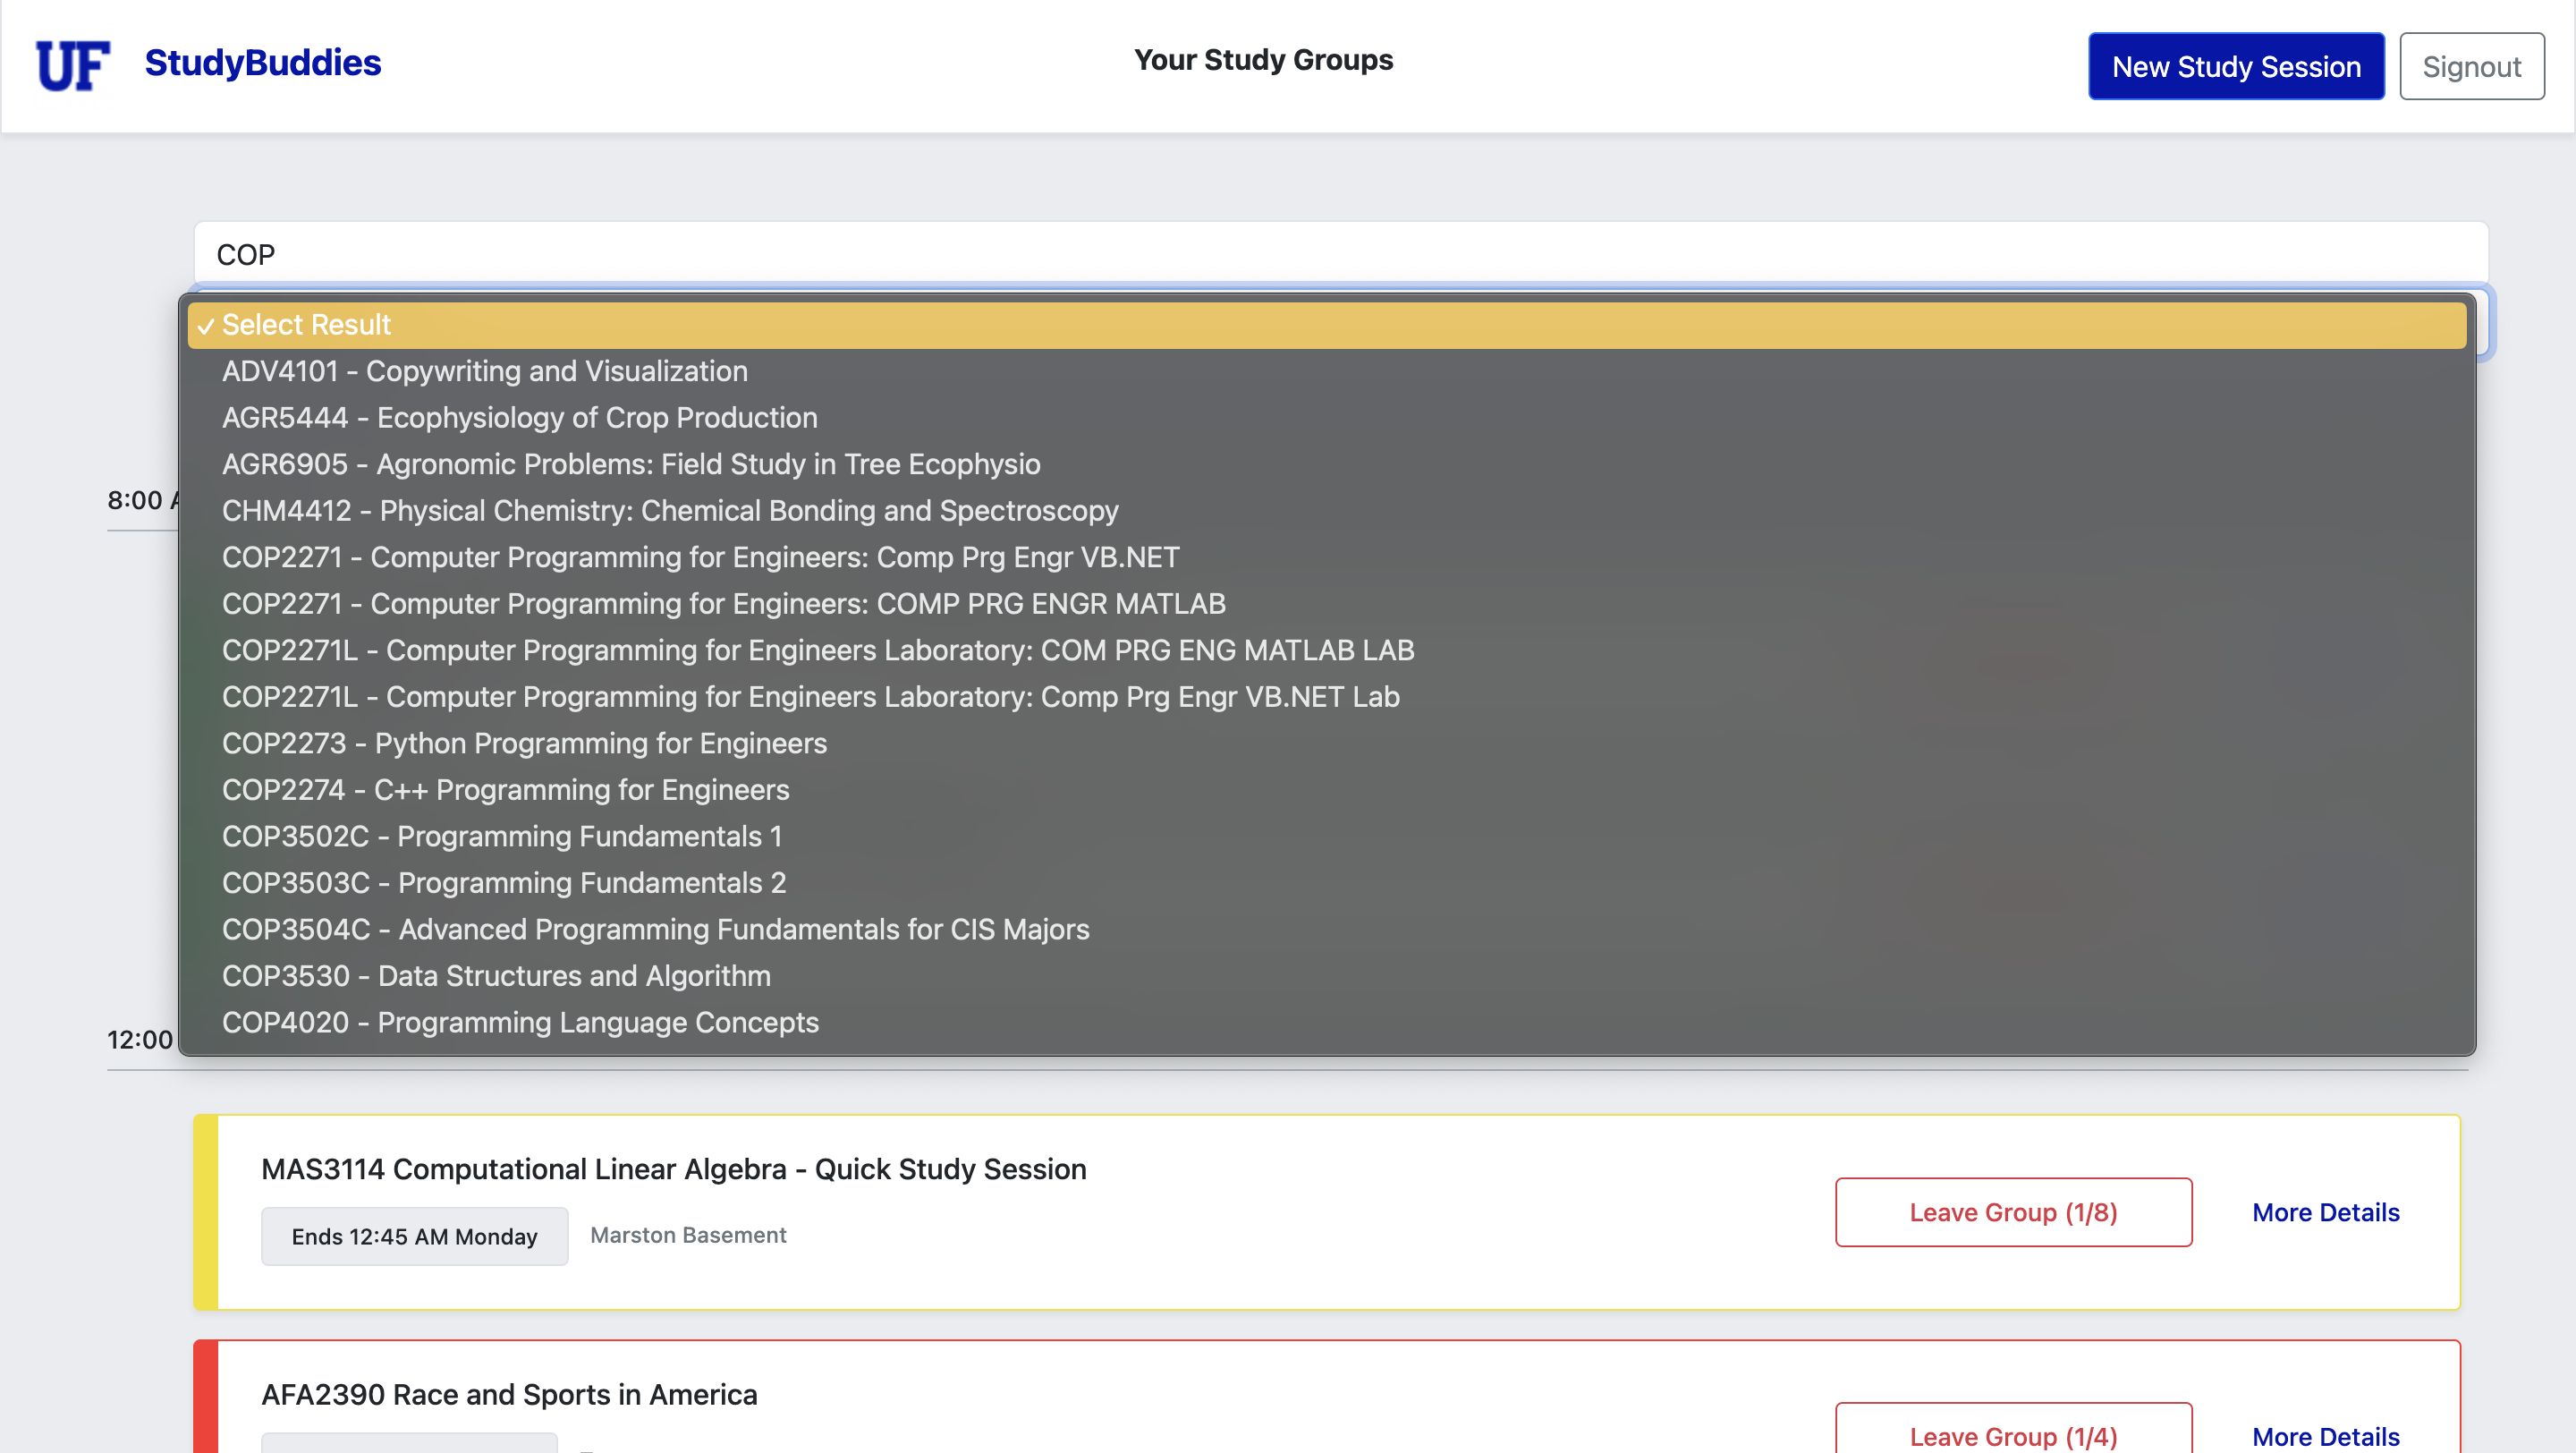 UF StudyBuddies
Your Study Groups
New Study Session
Signout
COP
✓ Select Result
ADV4101 - Copywriting and Visualization
AGR5444 - Ecophysiology of Crop Production
AGR6905 - Agronomic Problems: Field Study in Tree Ecophysio
CHM4412 - Physical Chemistry: Chemical Bonding and Spectroscopy
COP2271 - Computer Programming for Engineers: Comp Prg Engr VB.NET
COP2271 - Computer Programming for Engineers: COMP PRG ENGR MATLAB
COP2271L - Computer Programming for Engineers Laboratory: COM PRG ENG MATLAB LAB
COP2271L - Computer Programming for Engineers Laboratory: Comp Prg Engr VB.NET Lab
COP2273 - Python Programming for Engineers
COP2274 - C++ Programming for Engineers
COP3502C - Programming Fundamentals 1
COP3503C - Programming Fundamentals 2
COP3504C - Advanced Programming Fundamentals for CIS Majors
COP3530 - Data Structures and Algorithm
COP4020 - Programming Language Concepts
8:00
12:00
MAS3114 Computational Linear Algebra - Quick Study Session
Ends 12:45 AM Monday
Marston Basement
Leave Group (1/8)
More Details
AFA2390 Race and Sports in America
Leave Group (1/4)
More Details